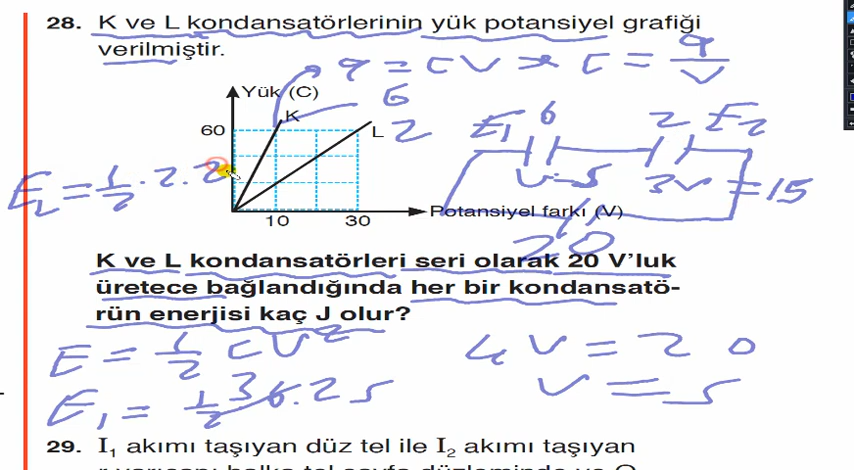 28. K ve L kondansatörlerinin yük potansiyel grafiği
verilmiştir.
q = CV ⇒ C = q/V
Yük (C)
60
K
6
L 2
E₁ 6
2 E₂
V=5
3V = 15
20
E₂ = 1/2 . 2 . 2
10 30
Potansiyel farkı (V)
K ve L kondansatörleri seri olarak 20 V'luk
üretece bağlandığında her bir kondansatö-
rün enerjisi kaç J olur?
E = 1/2 CV²
4V = 20
E₁ = 1/2 36.25
V = 5
29. I₁ akımı taşıyan düz tel ile I₂ akımı taşıyan